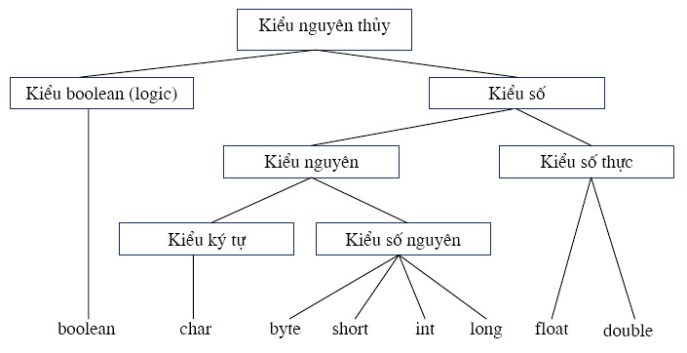 Kiểu nguyên thủy
Kiểu boolean (logic)
Kiểu số
Kiểu nguyên
Kiểu số thực
Kiểu ký tự
Kiểu số nguyên
boolean
char
byte
short
int
long
float
double